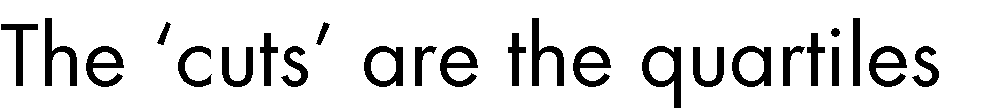 The ‘cuts’ are the quartiles